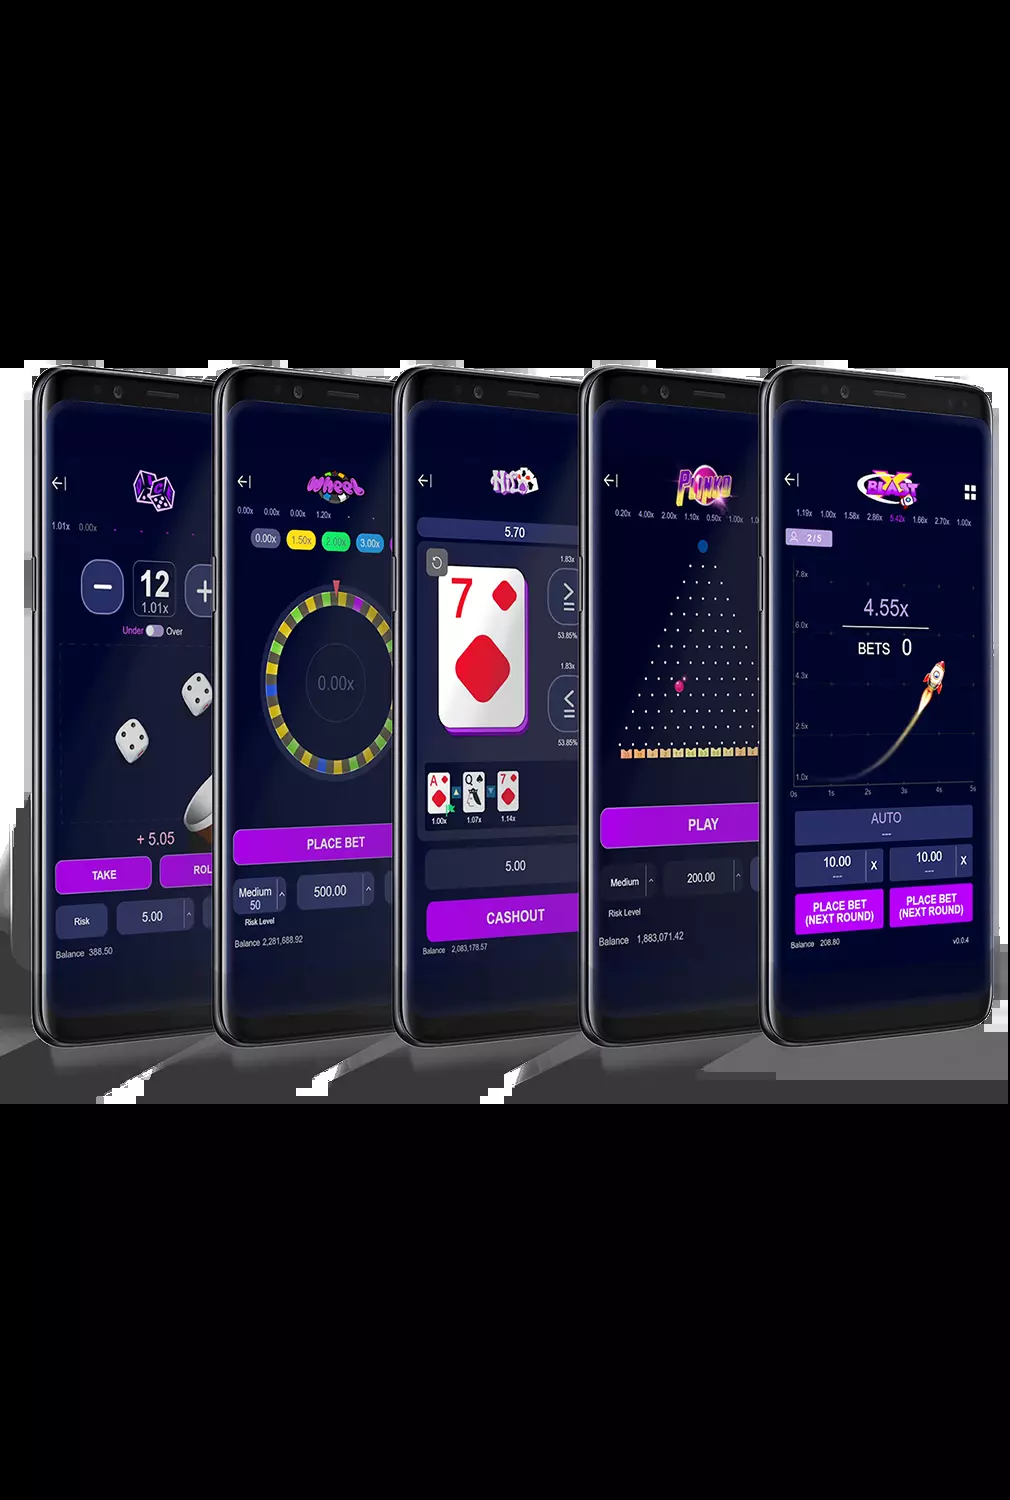 1.01x 0.00x
12
1.01x
Under Over
+ 5.05
TAKE
Risk 5.00
Balance 388.50
Wheel
0.00x 0.00x 0.00x 1.20x
0.00x 1.50x 2.00x 3.00x
0.00x
PLACE BET
Medium
50
500.00
Risk Level
Balance 2,281,688.92
HiLo
5.70
1.83x
7
53.85%
1.83x
53.85%
A Q 7
1.00x 1.07x 1.14x
5.00
CASHOUT
Balance 2,083,178.57
PLINKO
0.20x 4.00x 2.00x 1.10x 0.50x 1.00x
PLAY
Medium 200.00
Risk Level
Balance 1,883,071.42
X
BLAST
1.19x 1.00x 1.58x 2.86x 5.42x 1.66x 2.70x 1.00x
2 / 5
7.8x
4.55x
6.0x
BETS 0
4.3x
2.5x
1.0x
0s 1s 2s 3s 4s 5s
AUTO
---
10.00 X 10.00 X
--- ---
PLACE BET
(NEXT ROUND)
PLACE BET
(NEXT ROUND)
Balance 208.80 v0.0.4